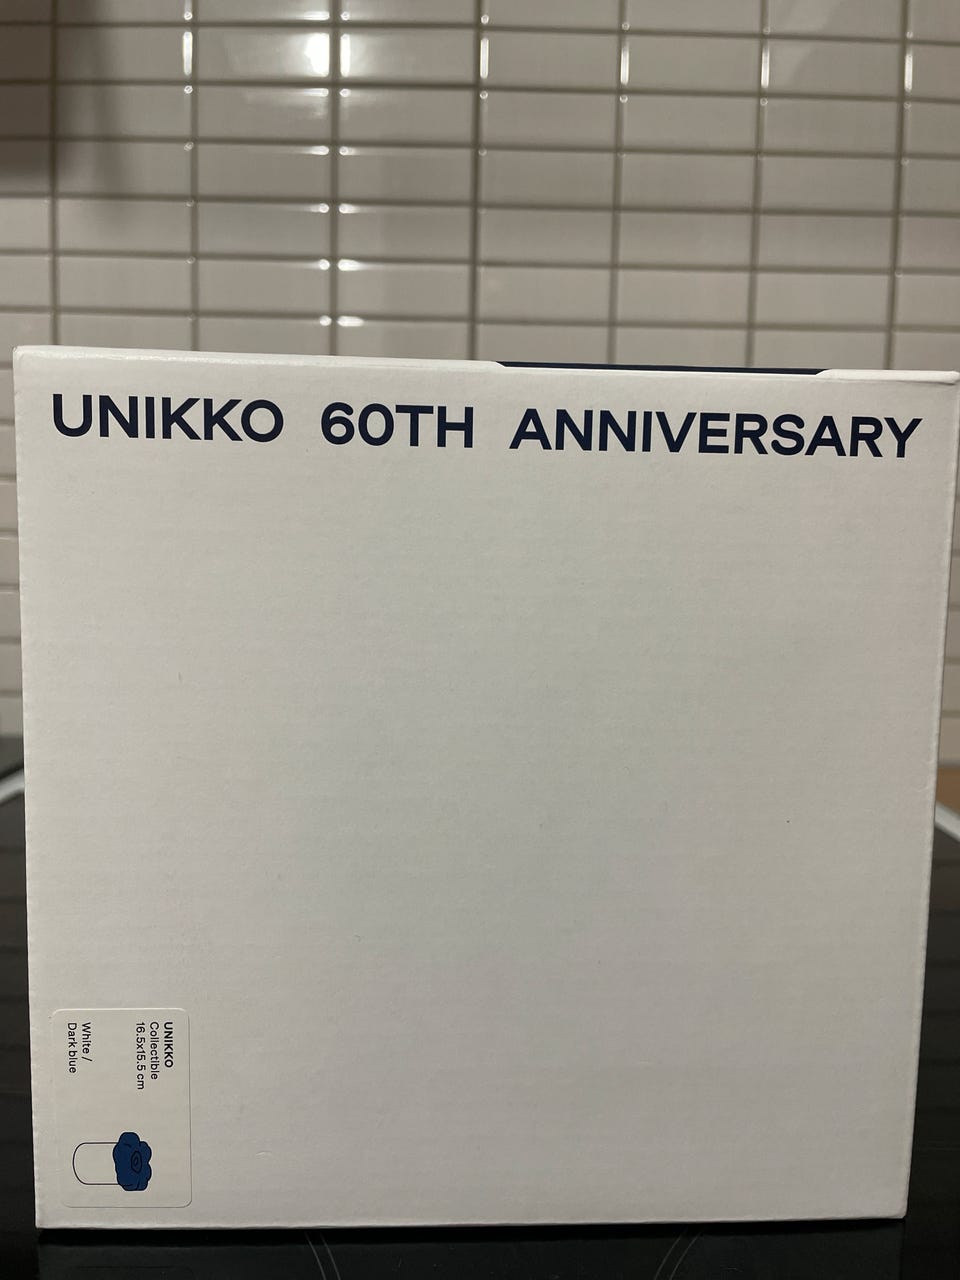 UNIKKO 60TH ANNIVERSARY
UNIKKO
Collectible
16.5x15.5 cm
White /
Dark blue